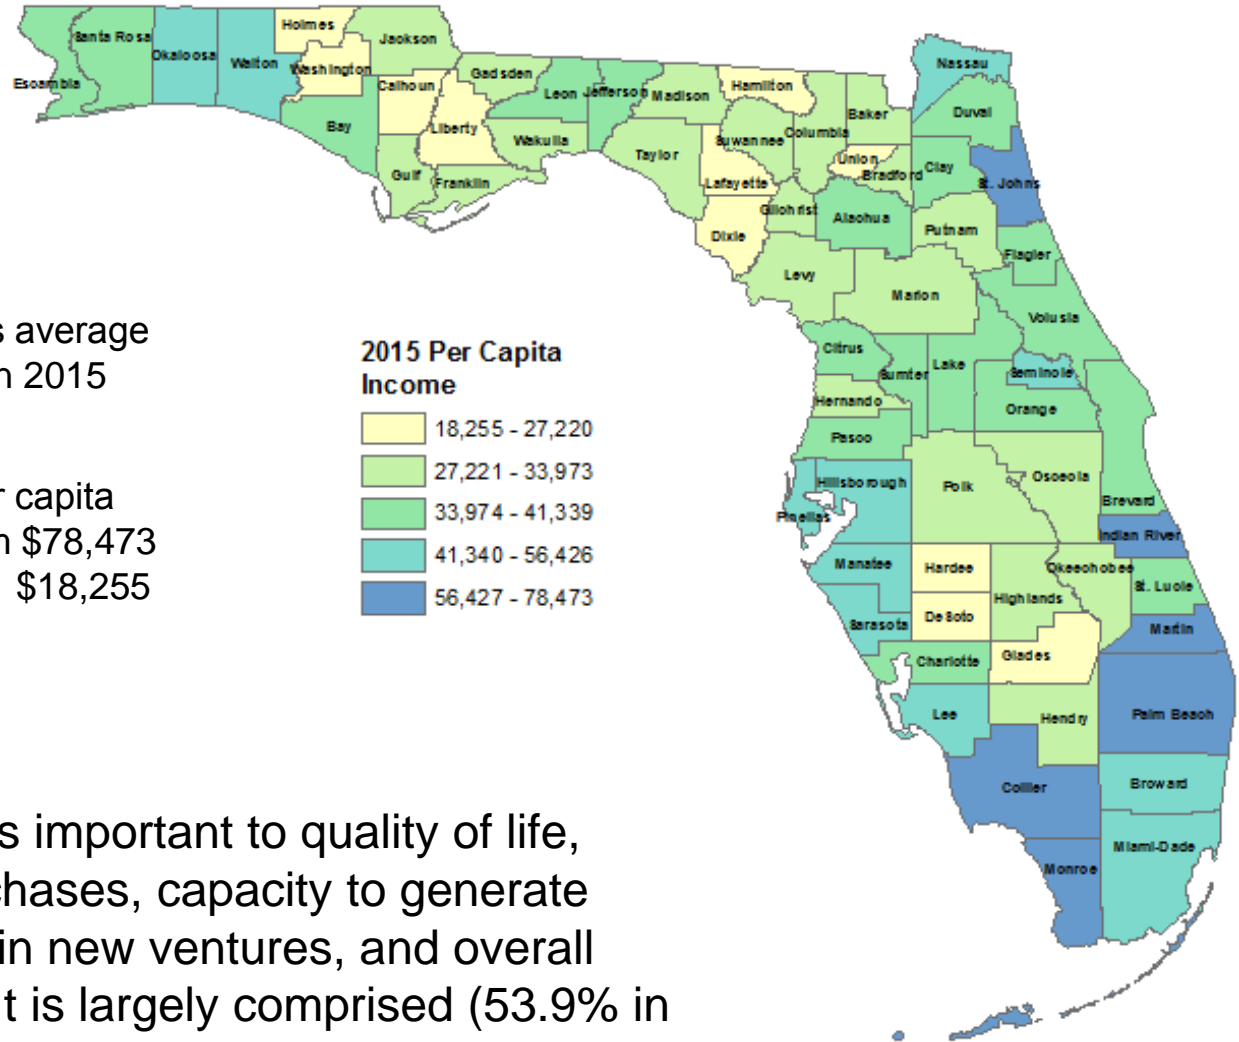 Holmes
Jackson
Santa Rosa
Okaloosa
Walton
Washington
Escambia
Calhoun
Gadsden
Leon
Jefferson
Madison
Hamilton
Nassau
Bay
Liberty
Wakulla
Taylor
Suwannee
Columbia
Baker
Duval
Gulf
Franklin
Lafayette
Union
Bradford
Clay
St. Johns
Dixie
Gilchrist
Alachua
Putnam
Flagler
Levy
Marion
Volusia
s average
n 2015
r capita
n $78,473
$18,255
2015 Per Capita
Income
18,255 - 27,220
27,221 - 33,973
33,974 - 41,339
41,340 - 56,426
56,427 - 78,473
Citrus
Sumter
Lake
Seminole
Hernando
Orange
Pasco
Hillsborough
Polk
Osceola
Brevard
Pinellas
Indian River
Manatee
Hardee
Okeechobee
St. Lucie
Highlands
Sarasota
DeSoto
Martin
Charlotte
Glades
Lee
Hendry
Palm Beach
Collier
Broward
Monroe
Miami-Dade
s important to quality of life,
chases, capacity to generate
in new ventures, and overall
t is largely comprised (53.9% in